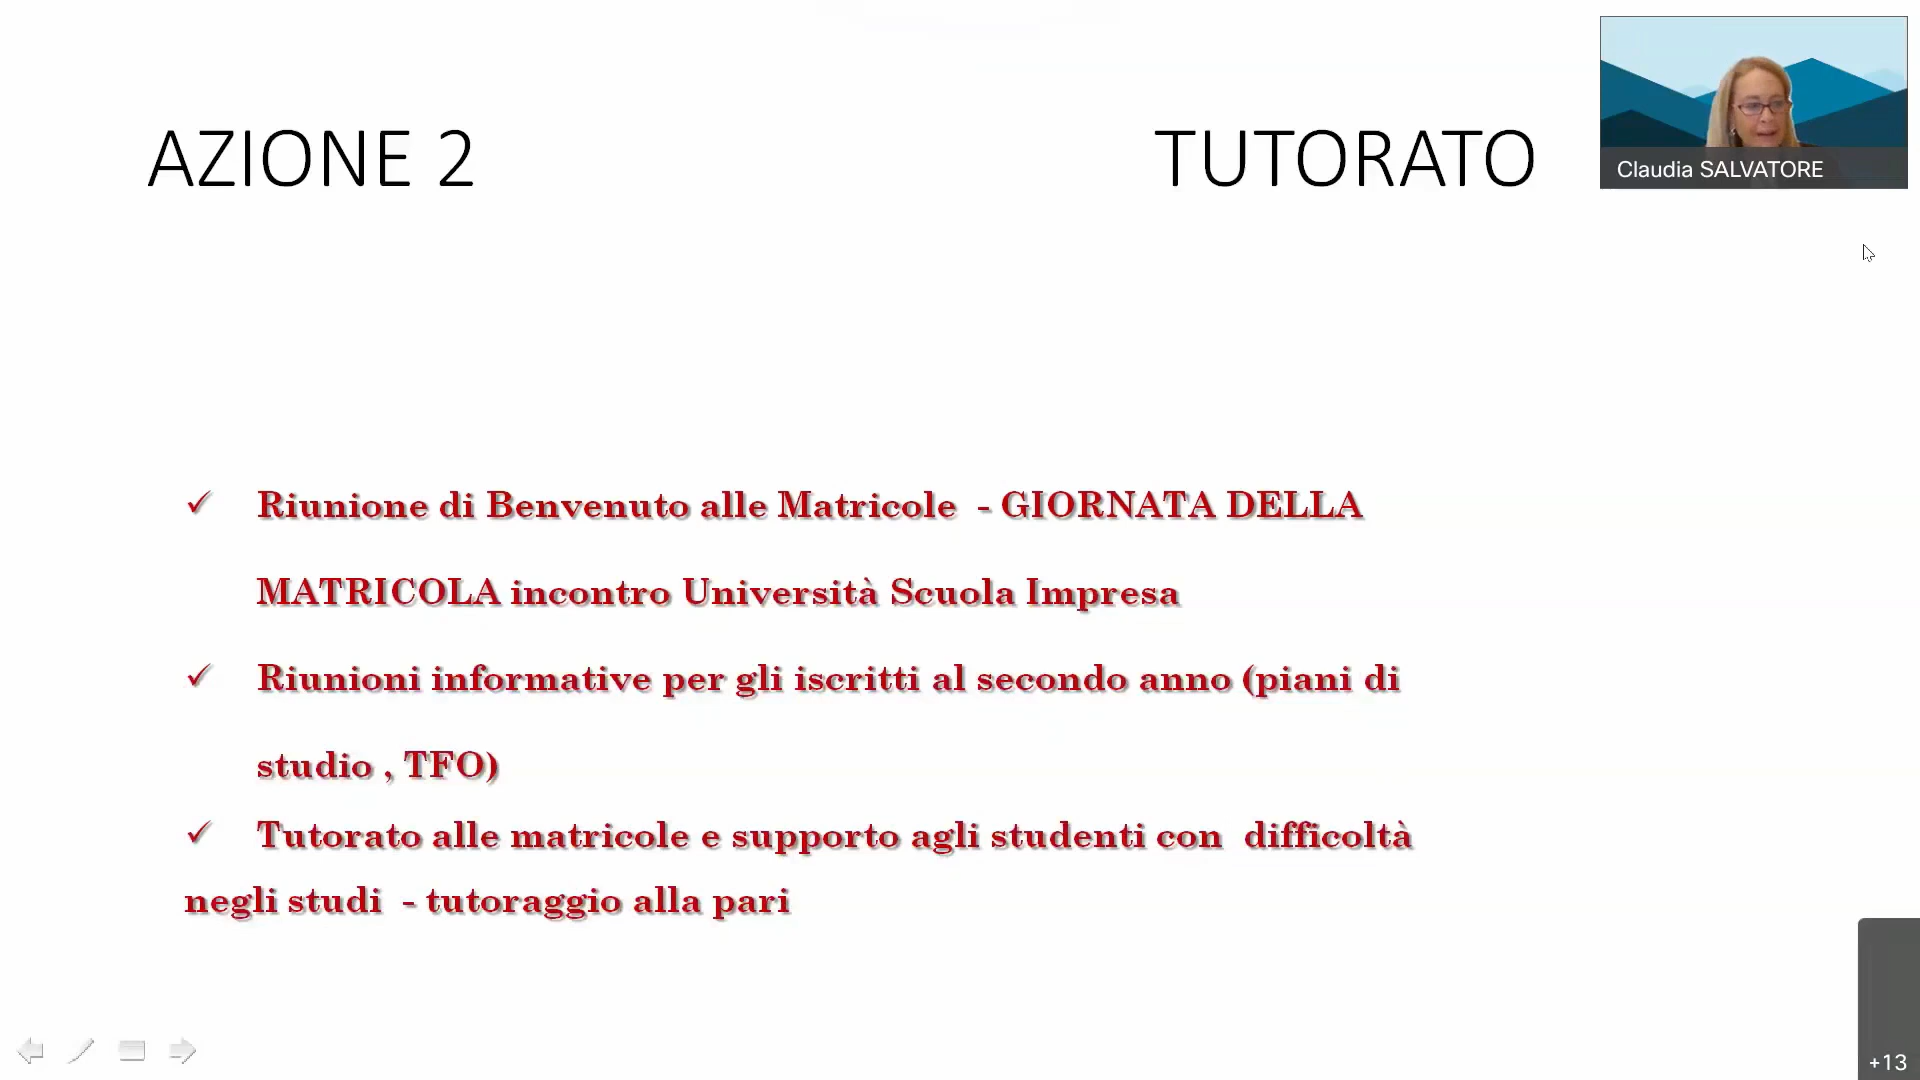 AZIONE 2 TUTORATO
Claudia SALVATORE
✓ Riunione di Benvenuto alle Matricole - GIORNATA DELLA
MATRICOLA incontro Università Scuola Impresa
✓ Riunioni informative per gli iscritti al secondo anno (piani di
studio , TFO)
✓ Tutorato alle matricole e supporto agli studenti con difficoltà
negli studi - tutoraggio alla pari
+13